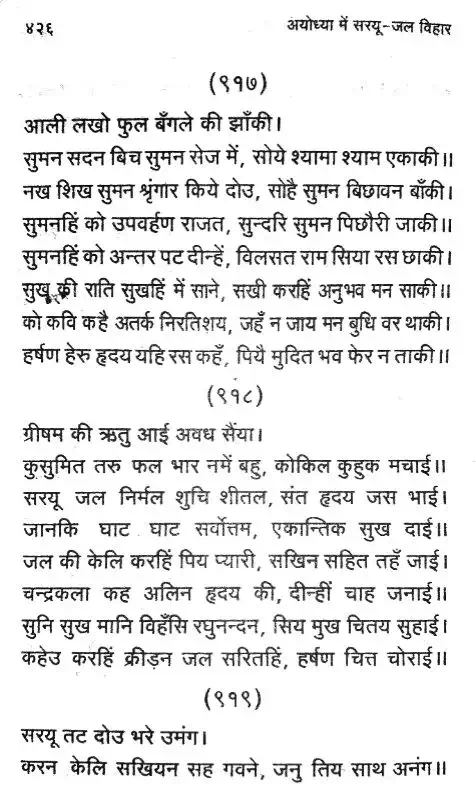 ४२६ अयोध्या में सरयू-जल विहार
(९१७)
आली लखो फुल बँगले की झाँकी।
सुमन सदन बिच सुमन सेज में, सोये श्यामा श्याम एकाकी॥
नख शिख सुमन श्रृंगार किये दोउ, सोहै सुमन बिछावन बाँकी।
सुमनहिं को उपवर्हण राजत, सुन्दरि सुमन पिछौरी जाकी॥
सुमनहिं को अन्तर पट दीन्हें, विलसत राम सिया रस छाकी।
सुख की राति सुखहिं में साने, सखी करहिं अनुभव मन साकी॥
को कवि कहै अतर्क निरतिशय, जहँ न जाय मन बुधि वर थाकी।
हर्षण हेरु हृदय यहि रस कहँ, पियै मुदित भव फेर न ताकी॥
(९१८)
ग्रीषम की ऋतु आई अवध सैंया।
कुसुमित तरु फल भार नमें बहु, कोकिल कुहुक मचाई॥
सरयू जल निर्मल शुचि शीतल, संत हृदय जस भाई।
जानकि घाट घाट सर्वोत्तम, एकान्तिक सुख दाई॥
जल की केलि करहिं पिय प्यारी, सखिन सहित तहँ जाई।
चन्द्रकला कह अलिन हृदय की, दीन्हीं चाह जनाई॥
सुनि सुख मानि विहँसि रघुनन्दन, सिय मुख चितय सुहाई।
कहेउ करहिं क्रीड़न जल सरितहिं, हर्षण चित्त चोराई॥
(९१९)
सरयू तट दोउ भरे उमंग।
करन केलि सखियन सह गवने, जनु तिय साथ अनंग॥